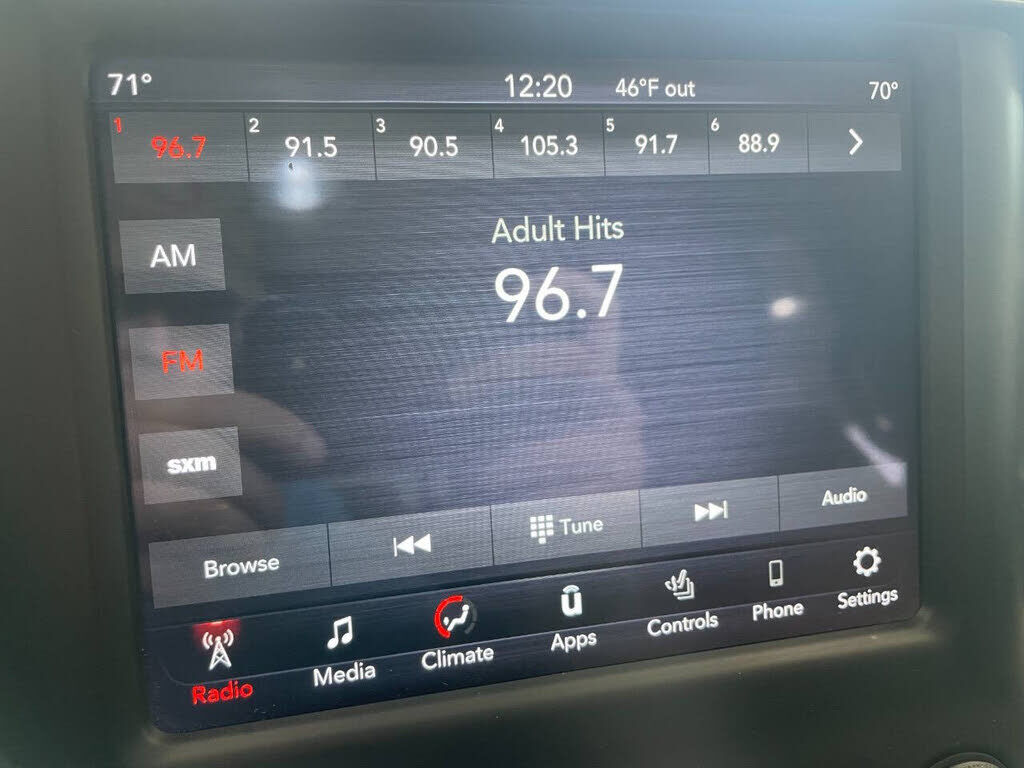 71° 12:20 46°F out 70°
1 96.7 2 91.5 3 90.5 4 105.3 5 91.7 6 88.9
Adult Hits
96.7
AM
FM
sxm
Browse Tune Audio
Radio Media Climate Apps Controls Phone Settings